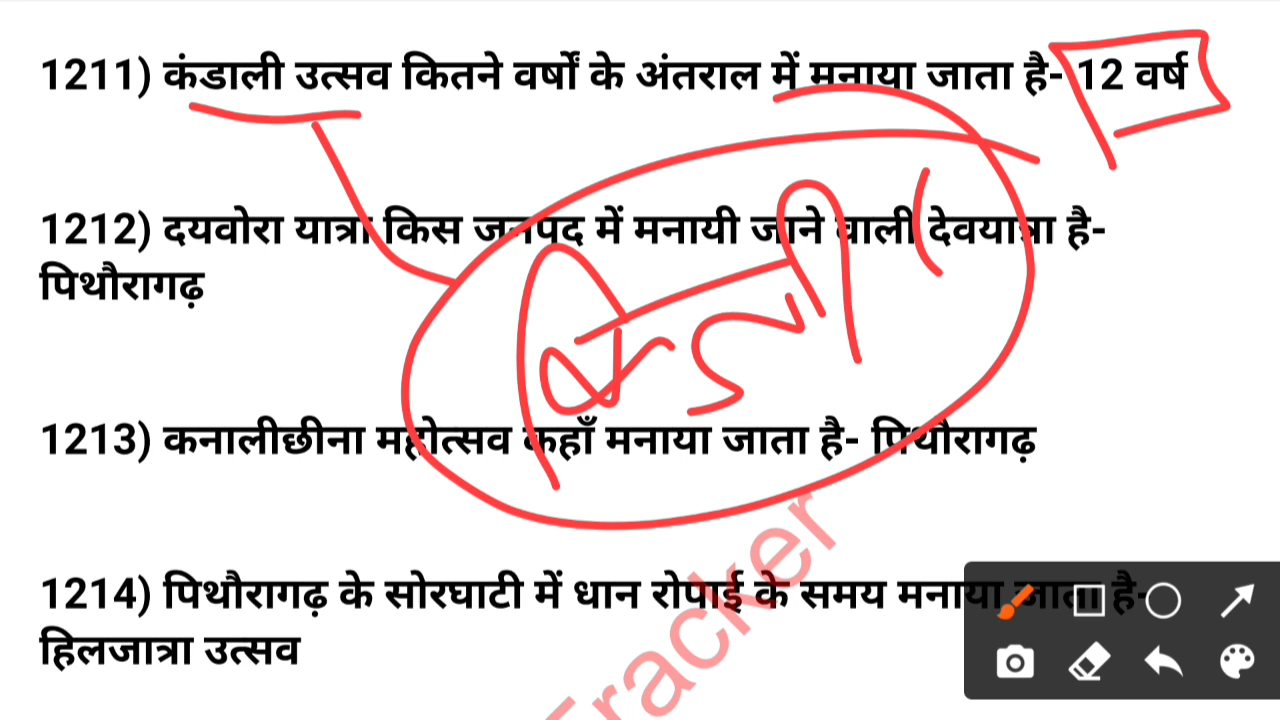 1211) कंडाली उत्सव कितने वर्षों के अंतराल में मनाया जाता है- 12 वर्ष
1212) दयवोरा यात्रा किस जनपद में मनायी जाने वाली देवयात्रा है-
पिथौरागढ़
1213) कनालीछीना महोत्सव कहाँ मनाया जाता है- पिथौरागढ़
1214) पिथौरागढ़ के सोरघाटी में धान रोपाई के समय मनाया जाता है-
हिलजात्रा उत्सव
Tracker